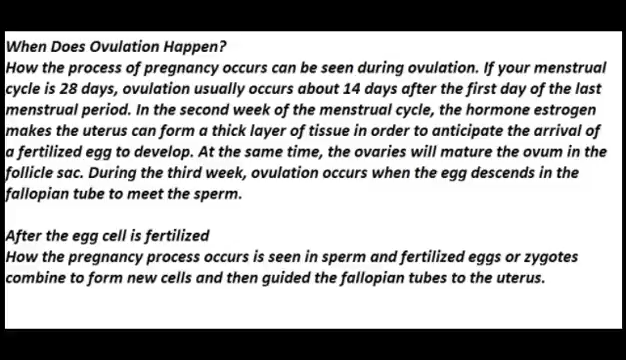 When Does Ovulation Happen?
How the process of pregnancy occurs can be seen during ovulation. If your menstrual
cycle is 28 days, ovulation usually occurs about 14 days after the first day of the last
menstrual period. In the second week of the menstrual cycle, the hormone estrogen
makes the uterus can form a thick layer of tissue in order to anticipate the arrival of
a fertilized egg to develop. At the same time, the ovaries will mature the ovum in the
follicle sac. During the third week, ovulation occurs when the egg descends in the
fallopian tube to meet the sperm.
After the egg cell is fertilized
How the pregnancy process occurs is seen in sperm and fertilized eggs or zygotes
combine to form new cells and then guided the fallopian tubes to the uterus.